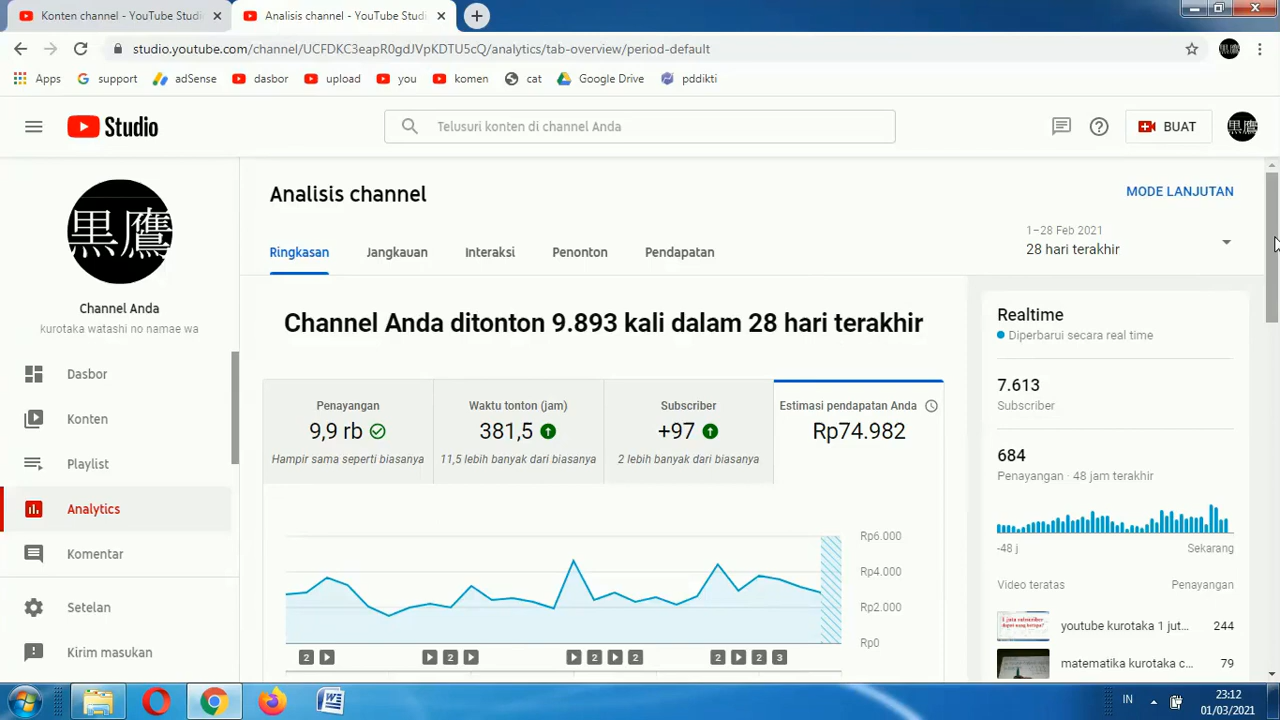 Konten channel - YouTube Studi
Analisis channel - YouTube Studi
studio.youtube.com/channel/UCFDKC3eapR0gdJVpKDTU5cQ/analytics/tab-overview/period-default
Apps
support
adSense
dasbor
upload
you
komen
cat
Google Drive
pddikti
Studio
Telusuri konten di channel Anda
BUAT
黒鷹
黒鷹
Channel Anda
kurotaka watashi no namae wa
Dasbor
Konten
Playlist
Analytics
Komentar
Setelan
Kirim masukan
Analisis channel
MODE LANJUTAN
1–28 Feb 2021
28 hari terakhir
Ringkasan
Jangkauan
Interaksi
Penonton
Pendapatan
Channel Anda ditonton 9.893 kali dalam 28 hari terakhir
Penayangan
9,9 rb
Hampir sama seperti biasanya
Waktu tonton (jam)
381,5
11,5 lebih banyak dari biasanya
Subscriber
+97
2 lebih banyak dari biasanya
Estimasi pendapatan Anda
Rp74.982
Rp6.000
Rp4.000
Rp2.000
Rp0
2
2
2
2
2
2
3
Realtime
Diperbarui secara real time
7.613
Subscriber
684
Penayangan · 48 jam terakhir
-48 j
Sekarang
Video teratas
Penayangan
youtube kurotaka 1 jut...
244
matematika kurotaka c...
79
IN
23:12
01/03/2021